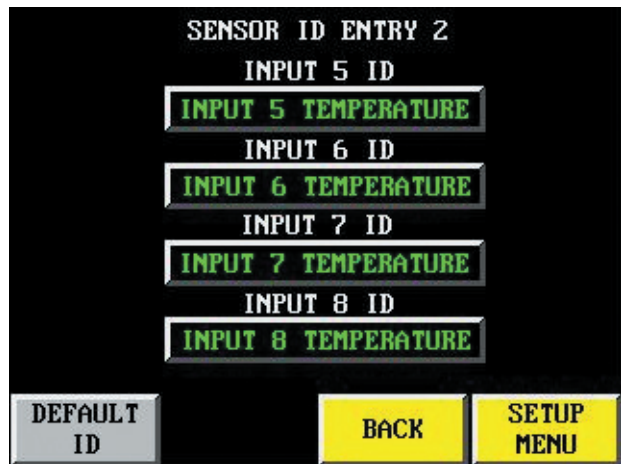 SENSOR ID ENTRY 2
INPUT 5 ID
INPUT 5 TEMPERATURE
INPUT 6 ID
INPUT 6 TEMPERATURE
INPUT 7 ID
INPUT 7 TEMPERATURE
INPUT 8 ID
INPUT 8 TEMPERATURE
DEFAULT
ID
BACK
SETUP
MENU